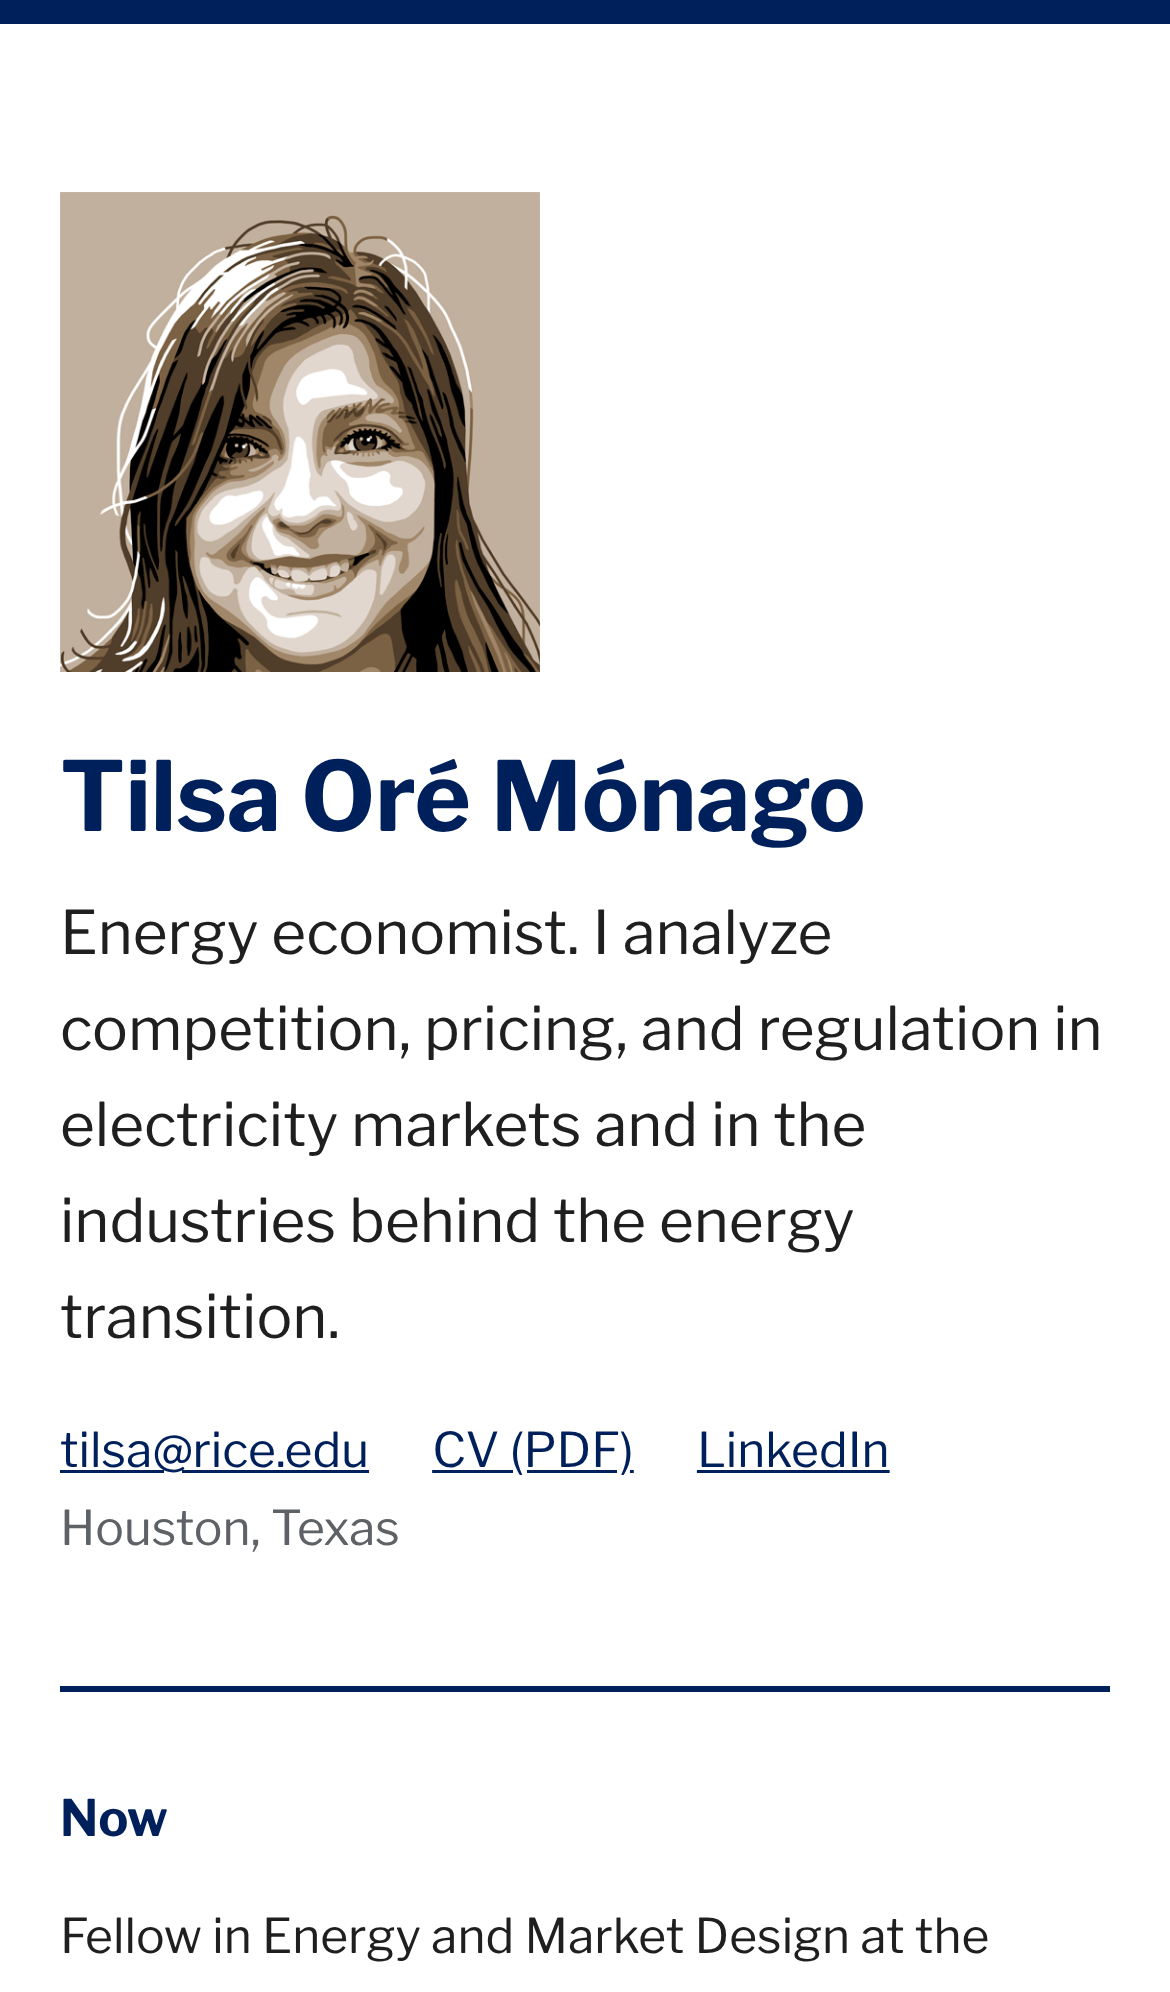 Tilsa Oré Mónago
Energy economist. I analyze
competition, pricing, and regulation in
electricity markets and in the
industries behind the energy
transition.
tilsa@rice.edu CV (PDF) LinkedIn
Houston, Texas
Now
Fellow in Energy and Market Design at the